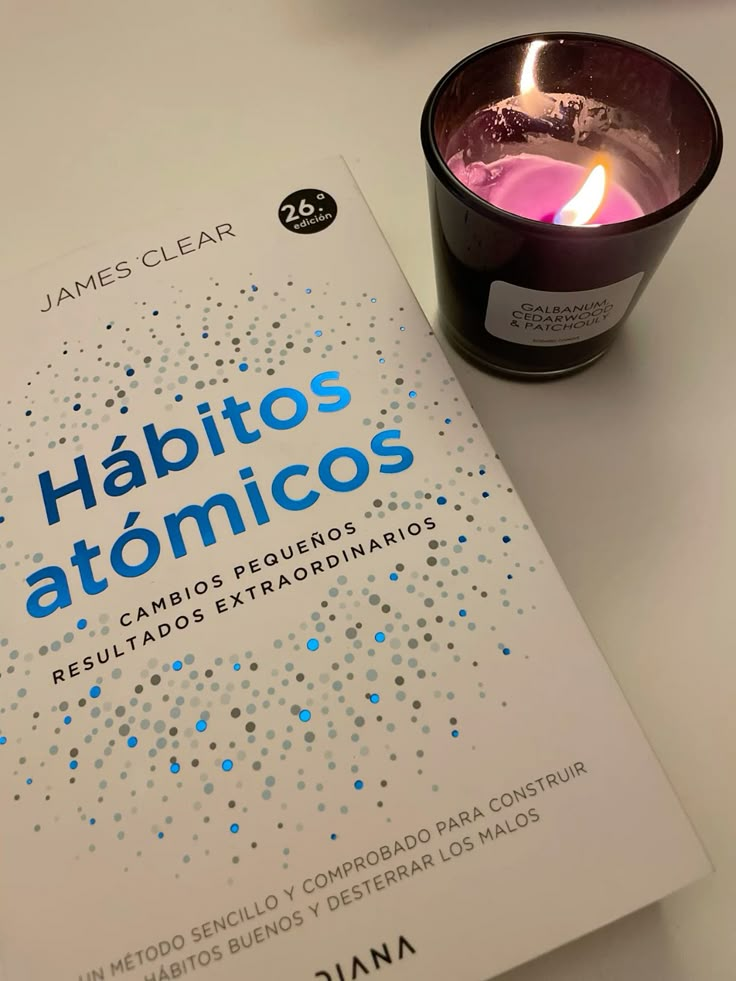 JAMES CLEAR
26.ª
edición
Hábitos
atómicos
CAMBIOS PEQUEÑOS
RESULTADOS EXTRAORDINARIOS
UN MÉTODO SENCILLO Y COMPROBADO PARA CONSTRUIR
HÁBITOS BUENOS Y DESTERRAR LOS MALOS
DIANA
GALBANUM,
CEDARWOOD
& PATCHOULY